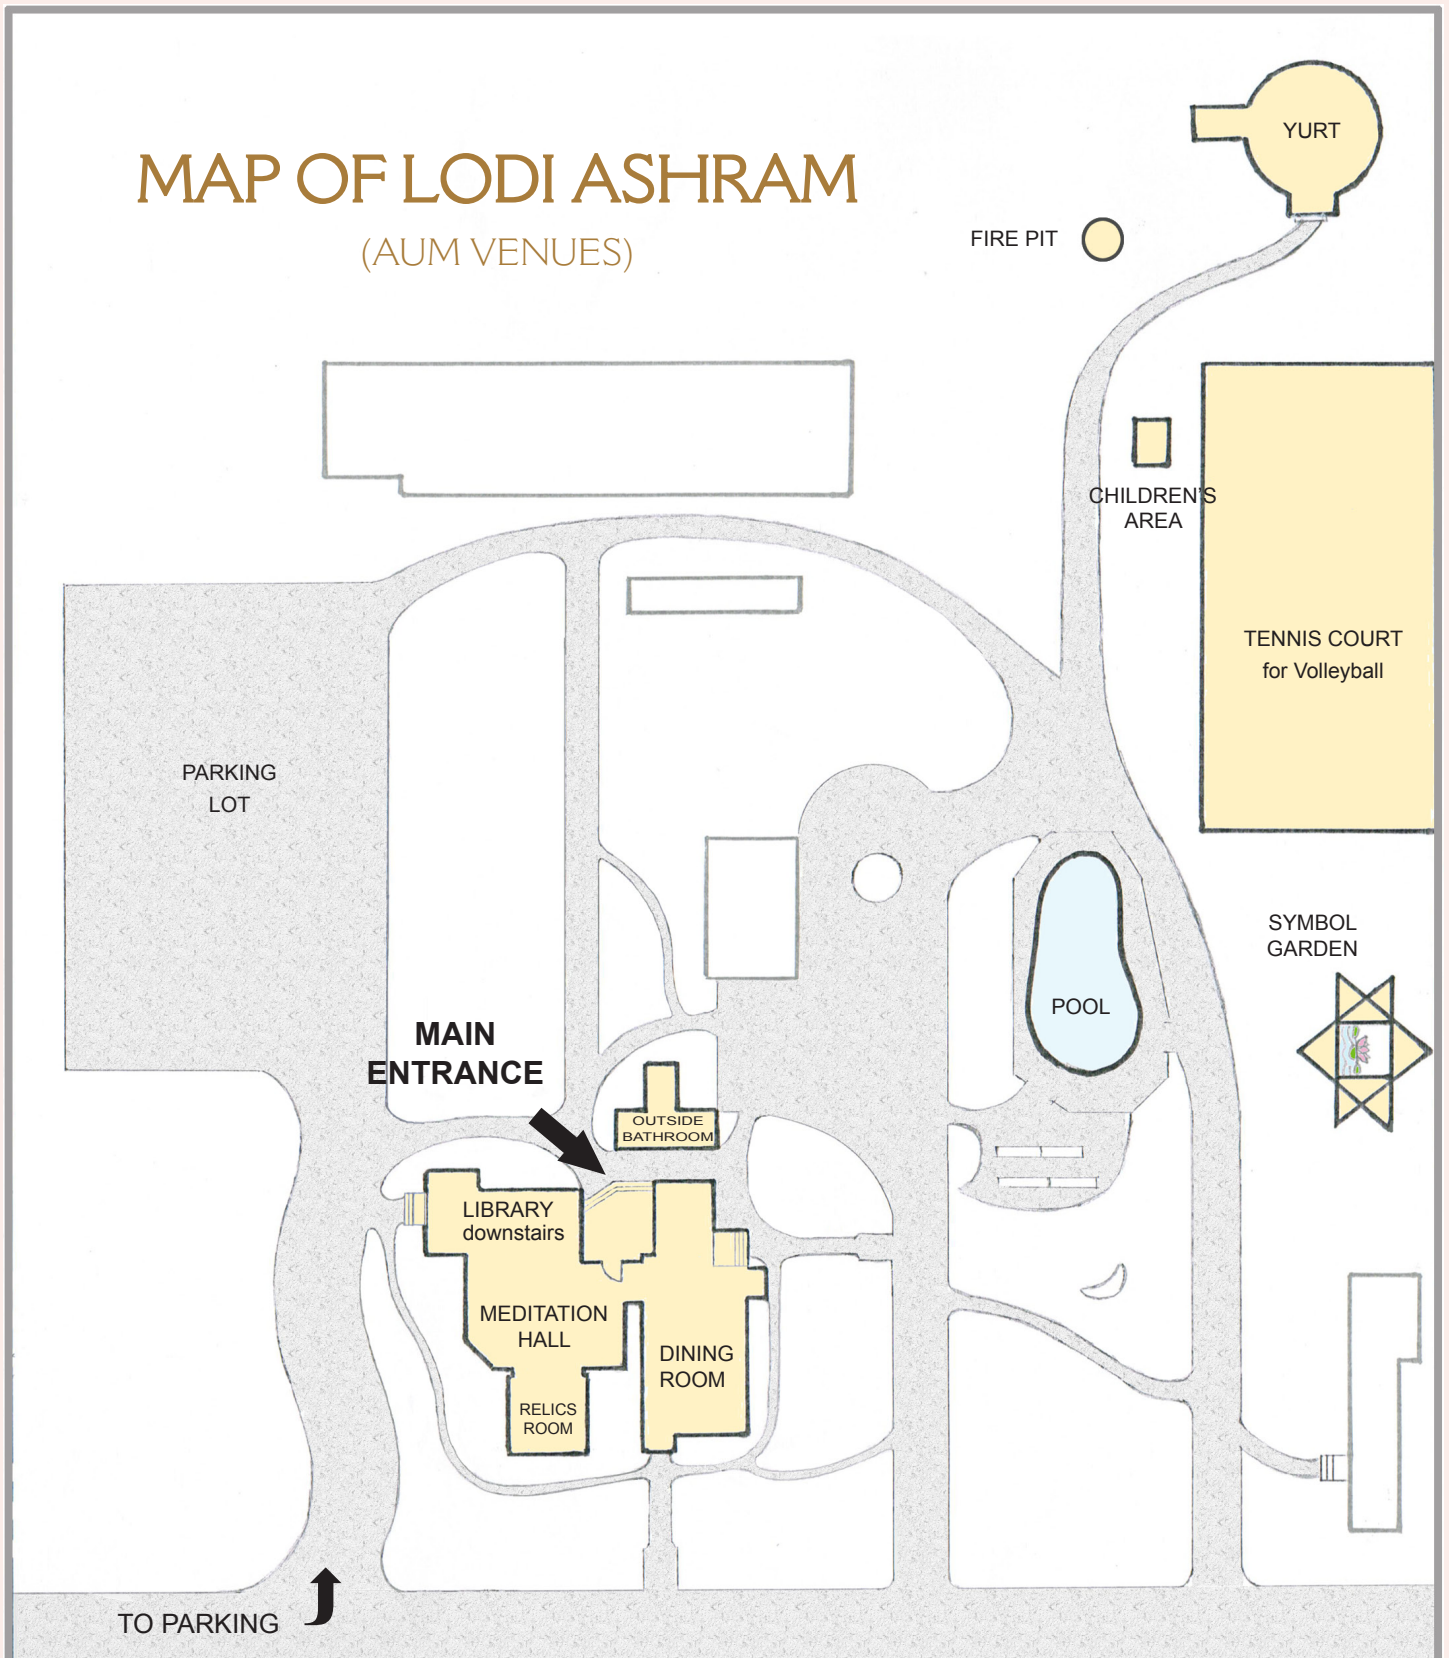 MAP OF LODI ASHRAM
(AUM VENUES)
YURT
FIRE PIT
CHILDREN'S
AREA
TENNIS COURT
for Volleyball
PARKING
LOT
SYMBOL
GARDEN
POOL
MAIN
ENTRANCE
OUTSIDE
BATHROOM
LIBRARY
downstairs
MEDITATION
HALL
DINING
ROOM
RELICS
ROOM
TO PARKING